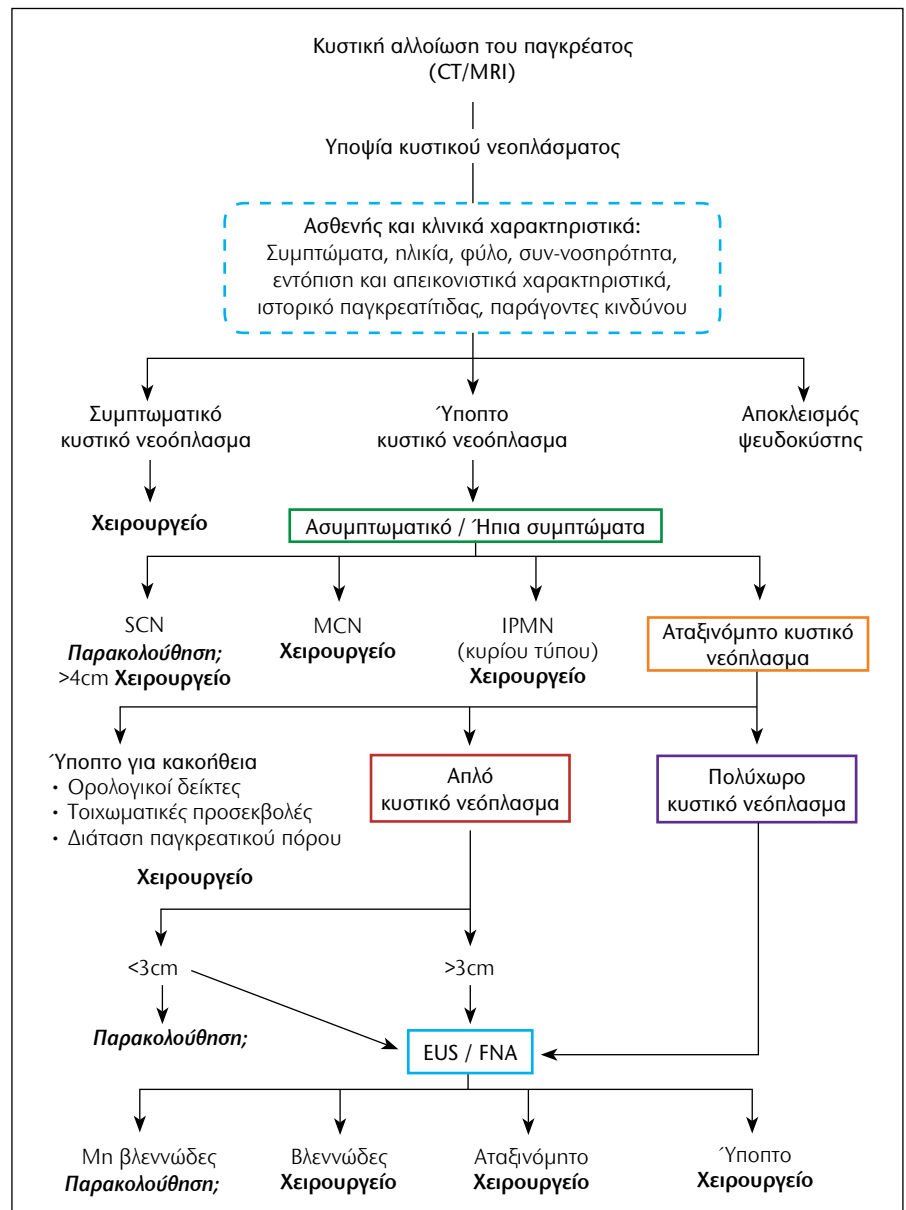 Κυστική αλλοίωση του παγκρέατος
(CT/MRI)
Υποψία κυστικού νεοπλάσματος
Ασθενής και κλινικά χαρακτηριστικά:
Συμπτώματα, ηλικία, φύλο, συν-νοσηρότητα,
εντόπιση και απεικονιστικά χαρακτηριστικά,
ιστορικό παγκρεατίτιδας, παράγοντες κινδύνου
Συμπτωματικό
κυστικό νεοόπλασμα
Χειρουργείο
Ύποπτο
κυστικό νεοόπλασμα
Αποκλεισμός
ψευδοκύστης
Ασυμπτωματικό / Ήπια συμπτώματα
SCN
Παρακολούθηση;
>4cm Χειρουργείο
MCN
Χειρουργείο
IPMN
(κυρίου τύπου)
Χειρουργείο
Αταξινόμητο κυστικό
νεόπλασμα
Ύποπτο για κακοήθεια
• Ορολογικοί δείκτες
• Τοιχωματικές προσεκβολές
• Διάταση παγκρεατικού πόρου
Χειρουργείο
Απλό
κυστικό νεόπλασμα
Πολύχωρο
κυστικό νεόπλασμα
<3cm
Παρακολούθηση;
>3cm
EUS / FNA
Μη βλεννώδες
Παρακολούθηση;
Βλεννώδες
Χειρουργείο
Αταξινόμητο
Χειρουργείο
Ύποπτο
Χειρουργείο